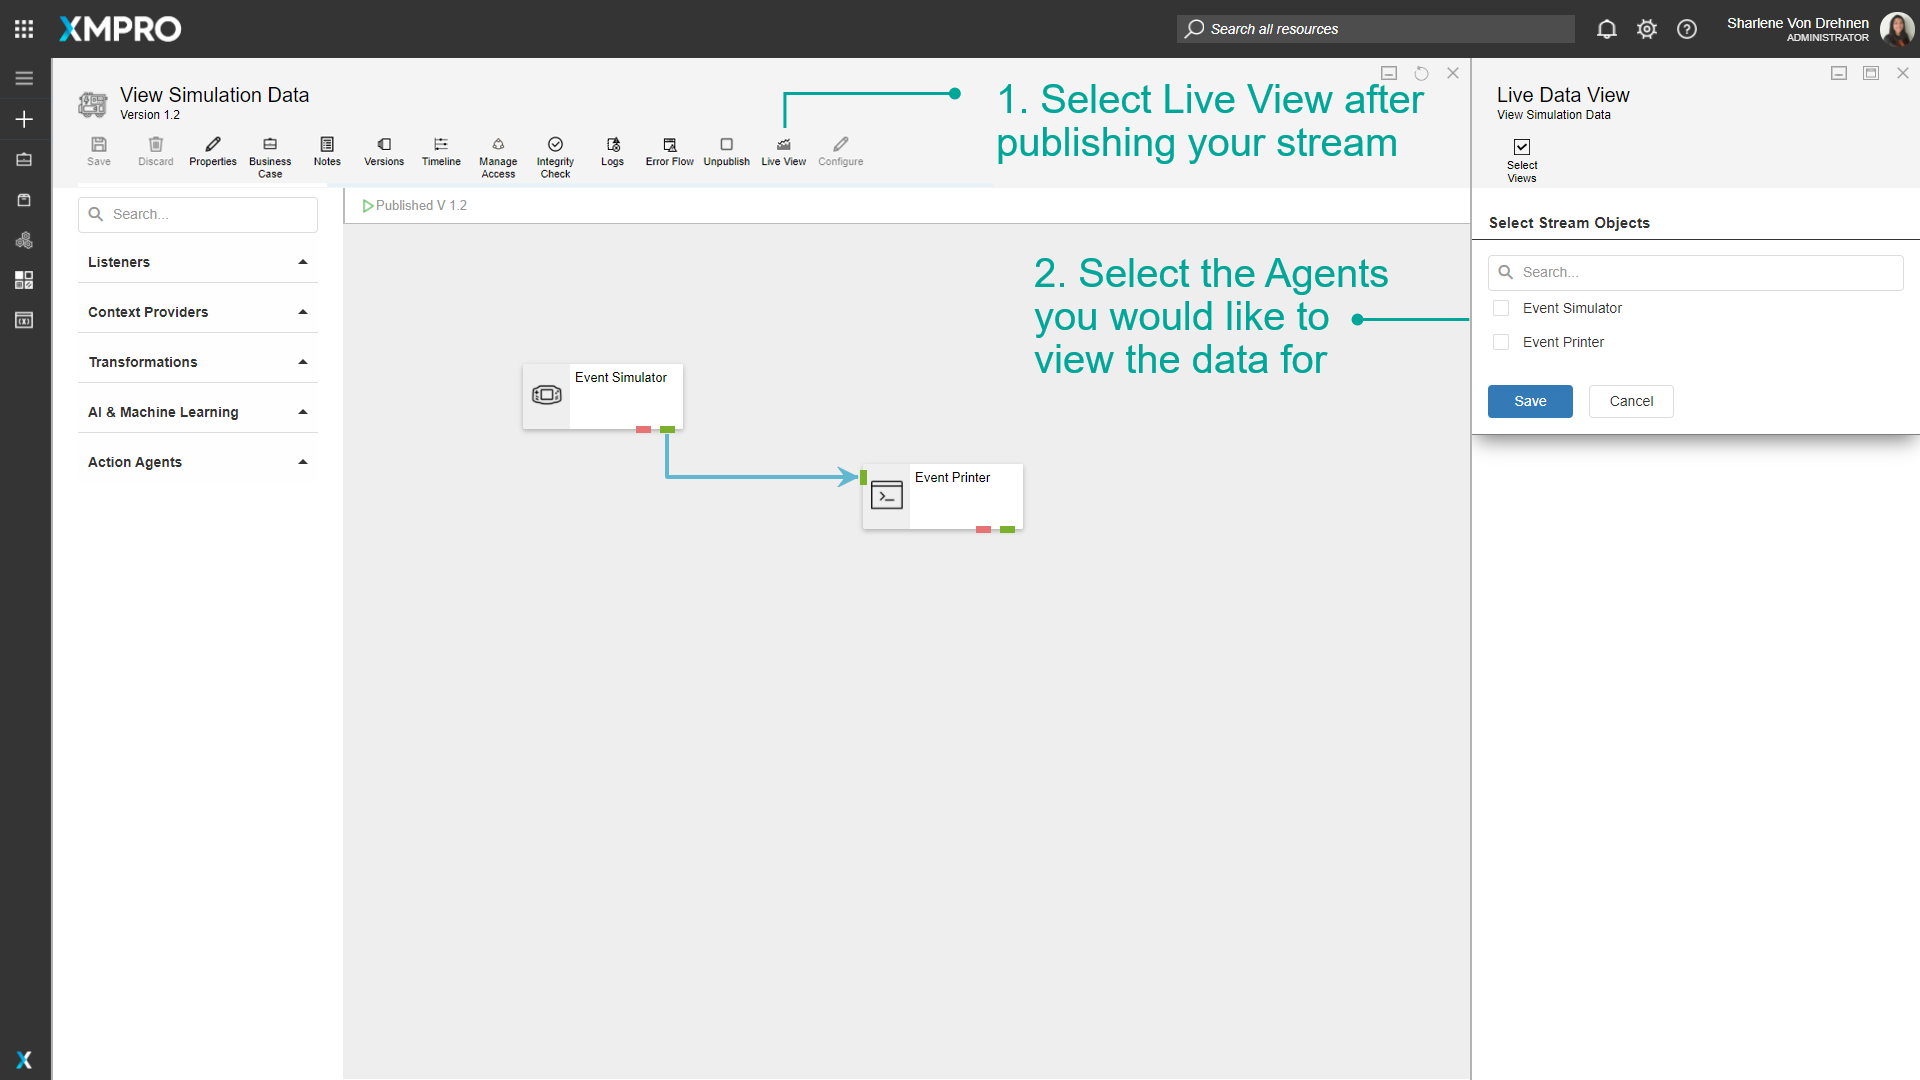 XMPRO
Search all resources
Sharlene Von Drehnen
ADMINISTRATOR
View Simulation Data
Version 1.2
Save
Discard
Properties
Business
Case
Notes
Versions
Timeline
Manage
Access
Integrity
Check
Logs
Error Flow
Unpublish
Live View
Configure
1. Select Live View after
publishing your stream
Live Data View
View Simulation Data
Select
Views
Search...
Listeners
Context Providers
Transformations
AI & Machine Learning
Action Agents
Published V 1.2
2. Select the Agents
you would like to
view the data for
Event Simulator
Event Printer
Select Stream Objects
Search...
Event Simulator
Event Printer
Save
Cancel